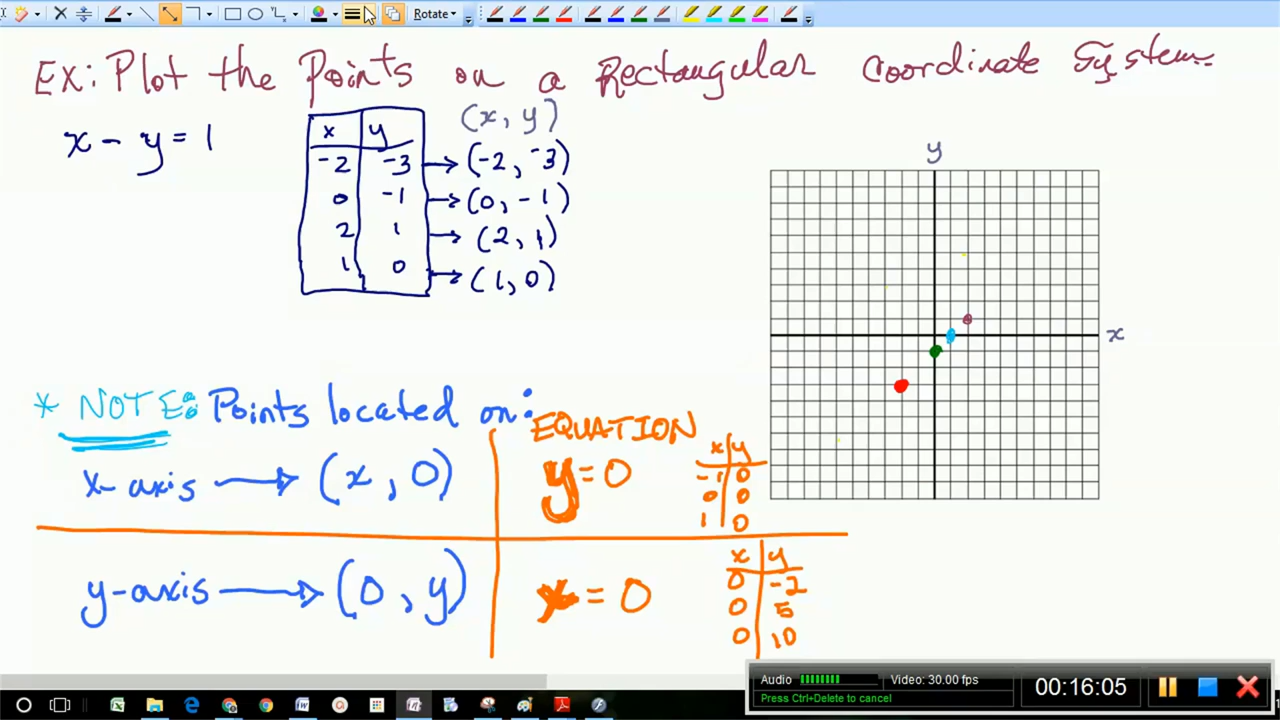 Rotate
Ex: Plot the Points on a Rectangular Coordinate System.
x - y = 1
x y (x, y)
-2 -3 → (-2, -3)
0 -1 → (0, -1)
2 1 → (2, 1)
1 0 → (1, 0)
y
x
* NOTE: Points located on:
EQUATION
x-axis → (x, 0)
y = 0
x y
-1 0
0 0
1 0
y-axis → (0, y)
x = 0
x y
0 -2
0 5
0 10
Audio
Video: 30.00 fps
Press Ctrl+Delete to cancel
00:16:05